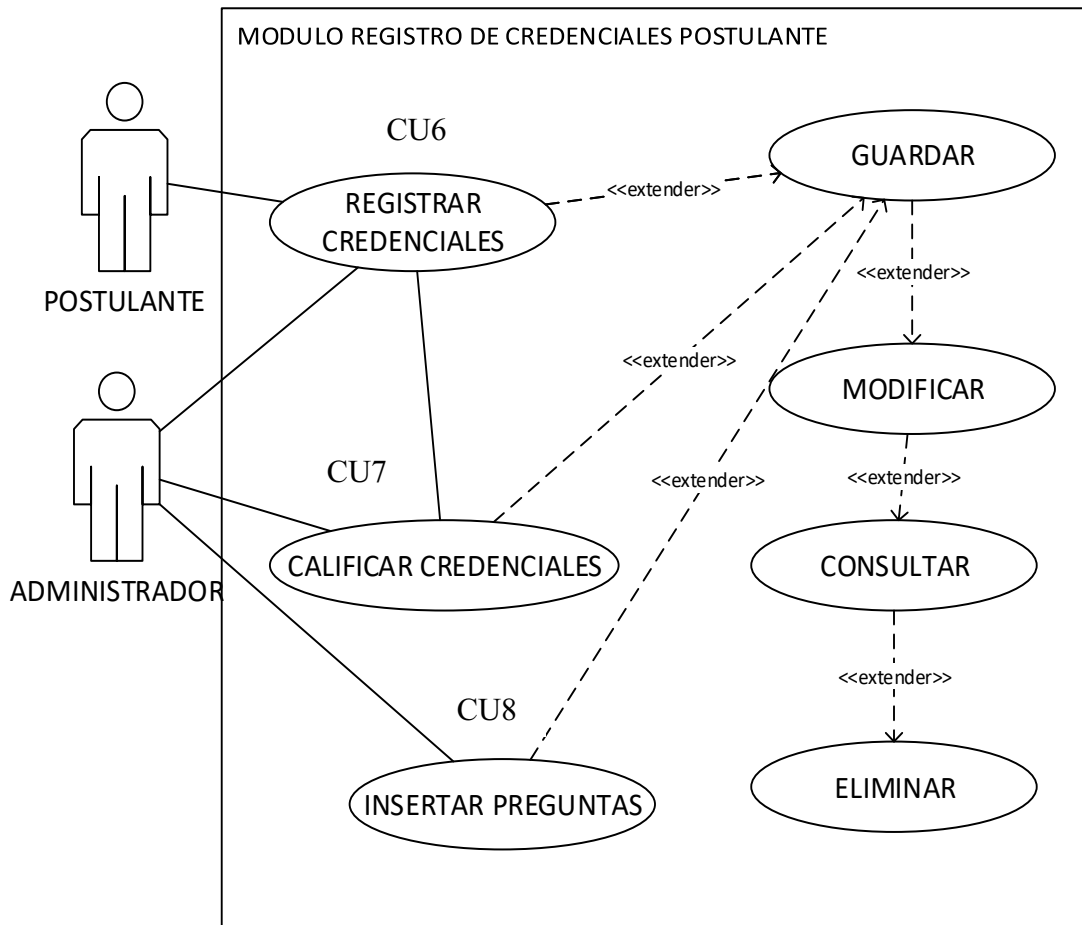 MODULO REGISTRO DE CREDENCIALES POSTULANTE
CU6
REGISTRAR
CREDENCIALES
<<extender>>
GUARDAR
POSTULANTE
<<extender>>
<<extender>>
MODIFICAR
CU7
<<extender>>
<<extender>>
CALIFICAR CREDENCIALES
CONSULTAR
ADMINISTRADOR
<<extender>>
CU8
INSERTAR PREGUNTAS
ELIMINAR